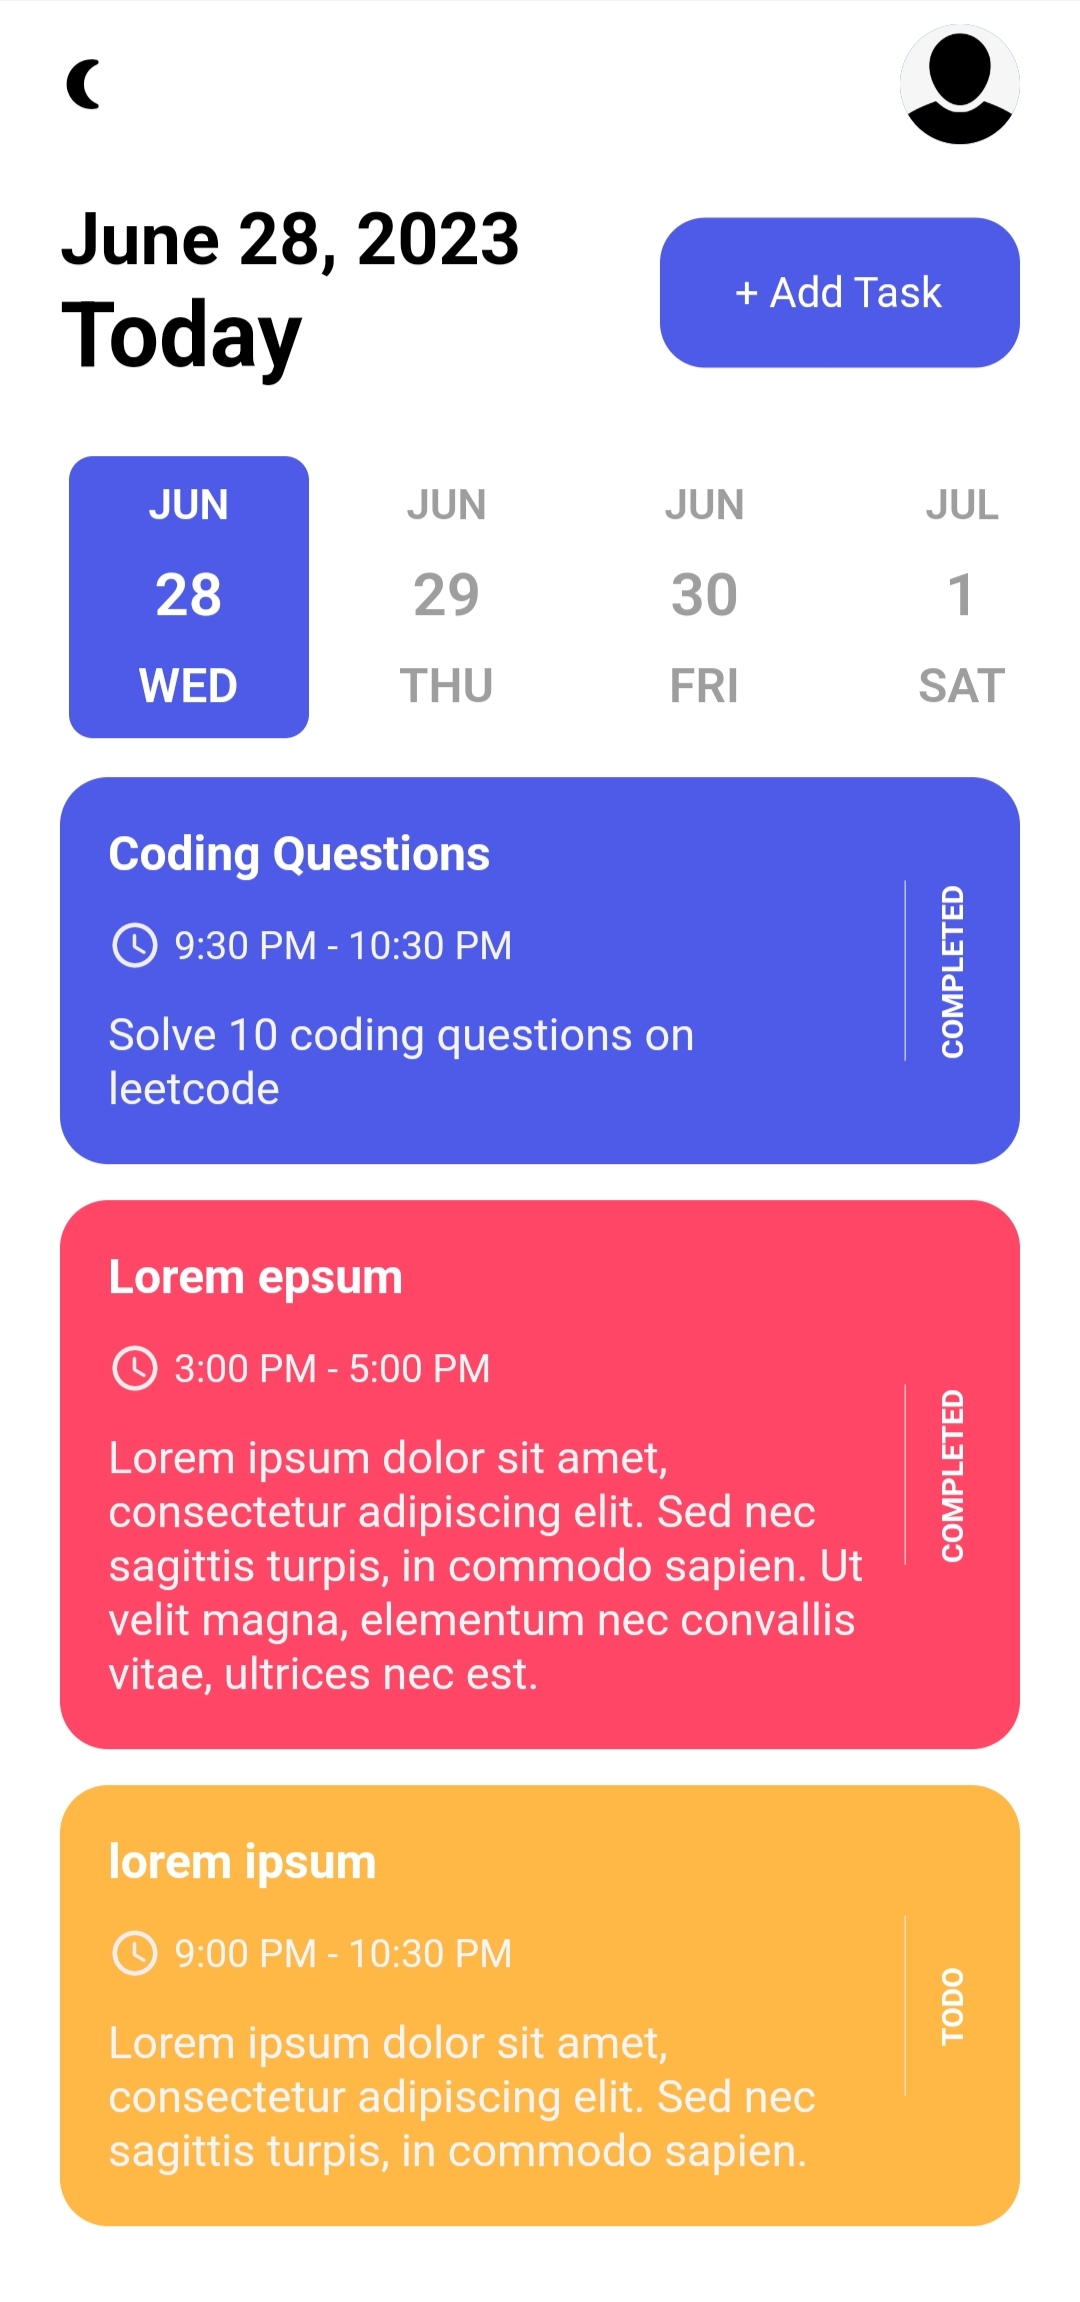 June 28, 2023
Today
+ Add Task
JUN
28
WED
JUN
29
THU
JUN
30
FRI
JUL
1
SAT
Coding Questions
9:30 PM - 10:30 PM
Solve 10 coding questions on
leetcode
COMPLETED
Lorem epsum
3:00 PM - 5:00 PM
Lorem ipsum dolor sit amet,
consectetur adipiscing elit. Sed nec
sagittis turpis, in commodo sapien. Ut
velit magna, elementum nec convallis
vitae, ultrices nec est.
COMPLETED
lorem ipsum
9:00 PM - 10:30 PM
Lorem ipsum dolor sit amet,
consectetur adipiscing elit. Sed nec
sagittis turpis, in commodo sapien.
TODO